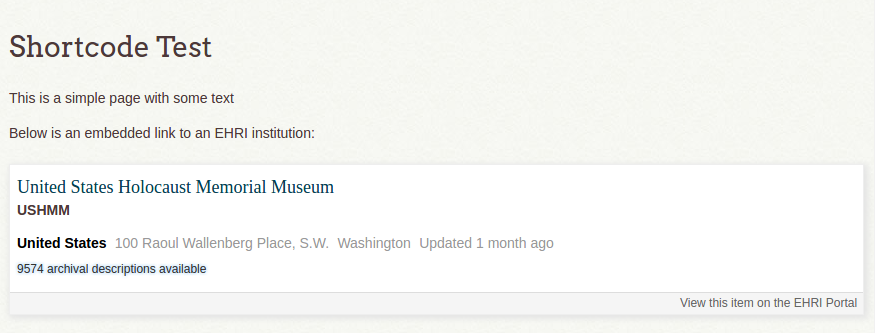 Shortcode Test
This is a simple page with some text
Below is an embedded link to an EHRI institution:
United States Holocaust Memorial Museum
USHMM
United States 100 Raoul Wallenberg Place, S.W. Washington Updated 1 month ago
9574 archival descriptions available
View this item on the EHRI Portal